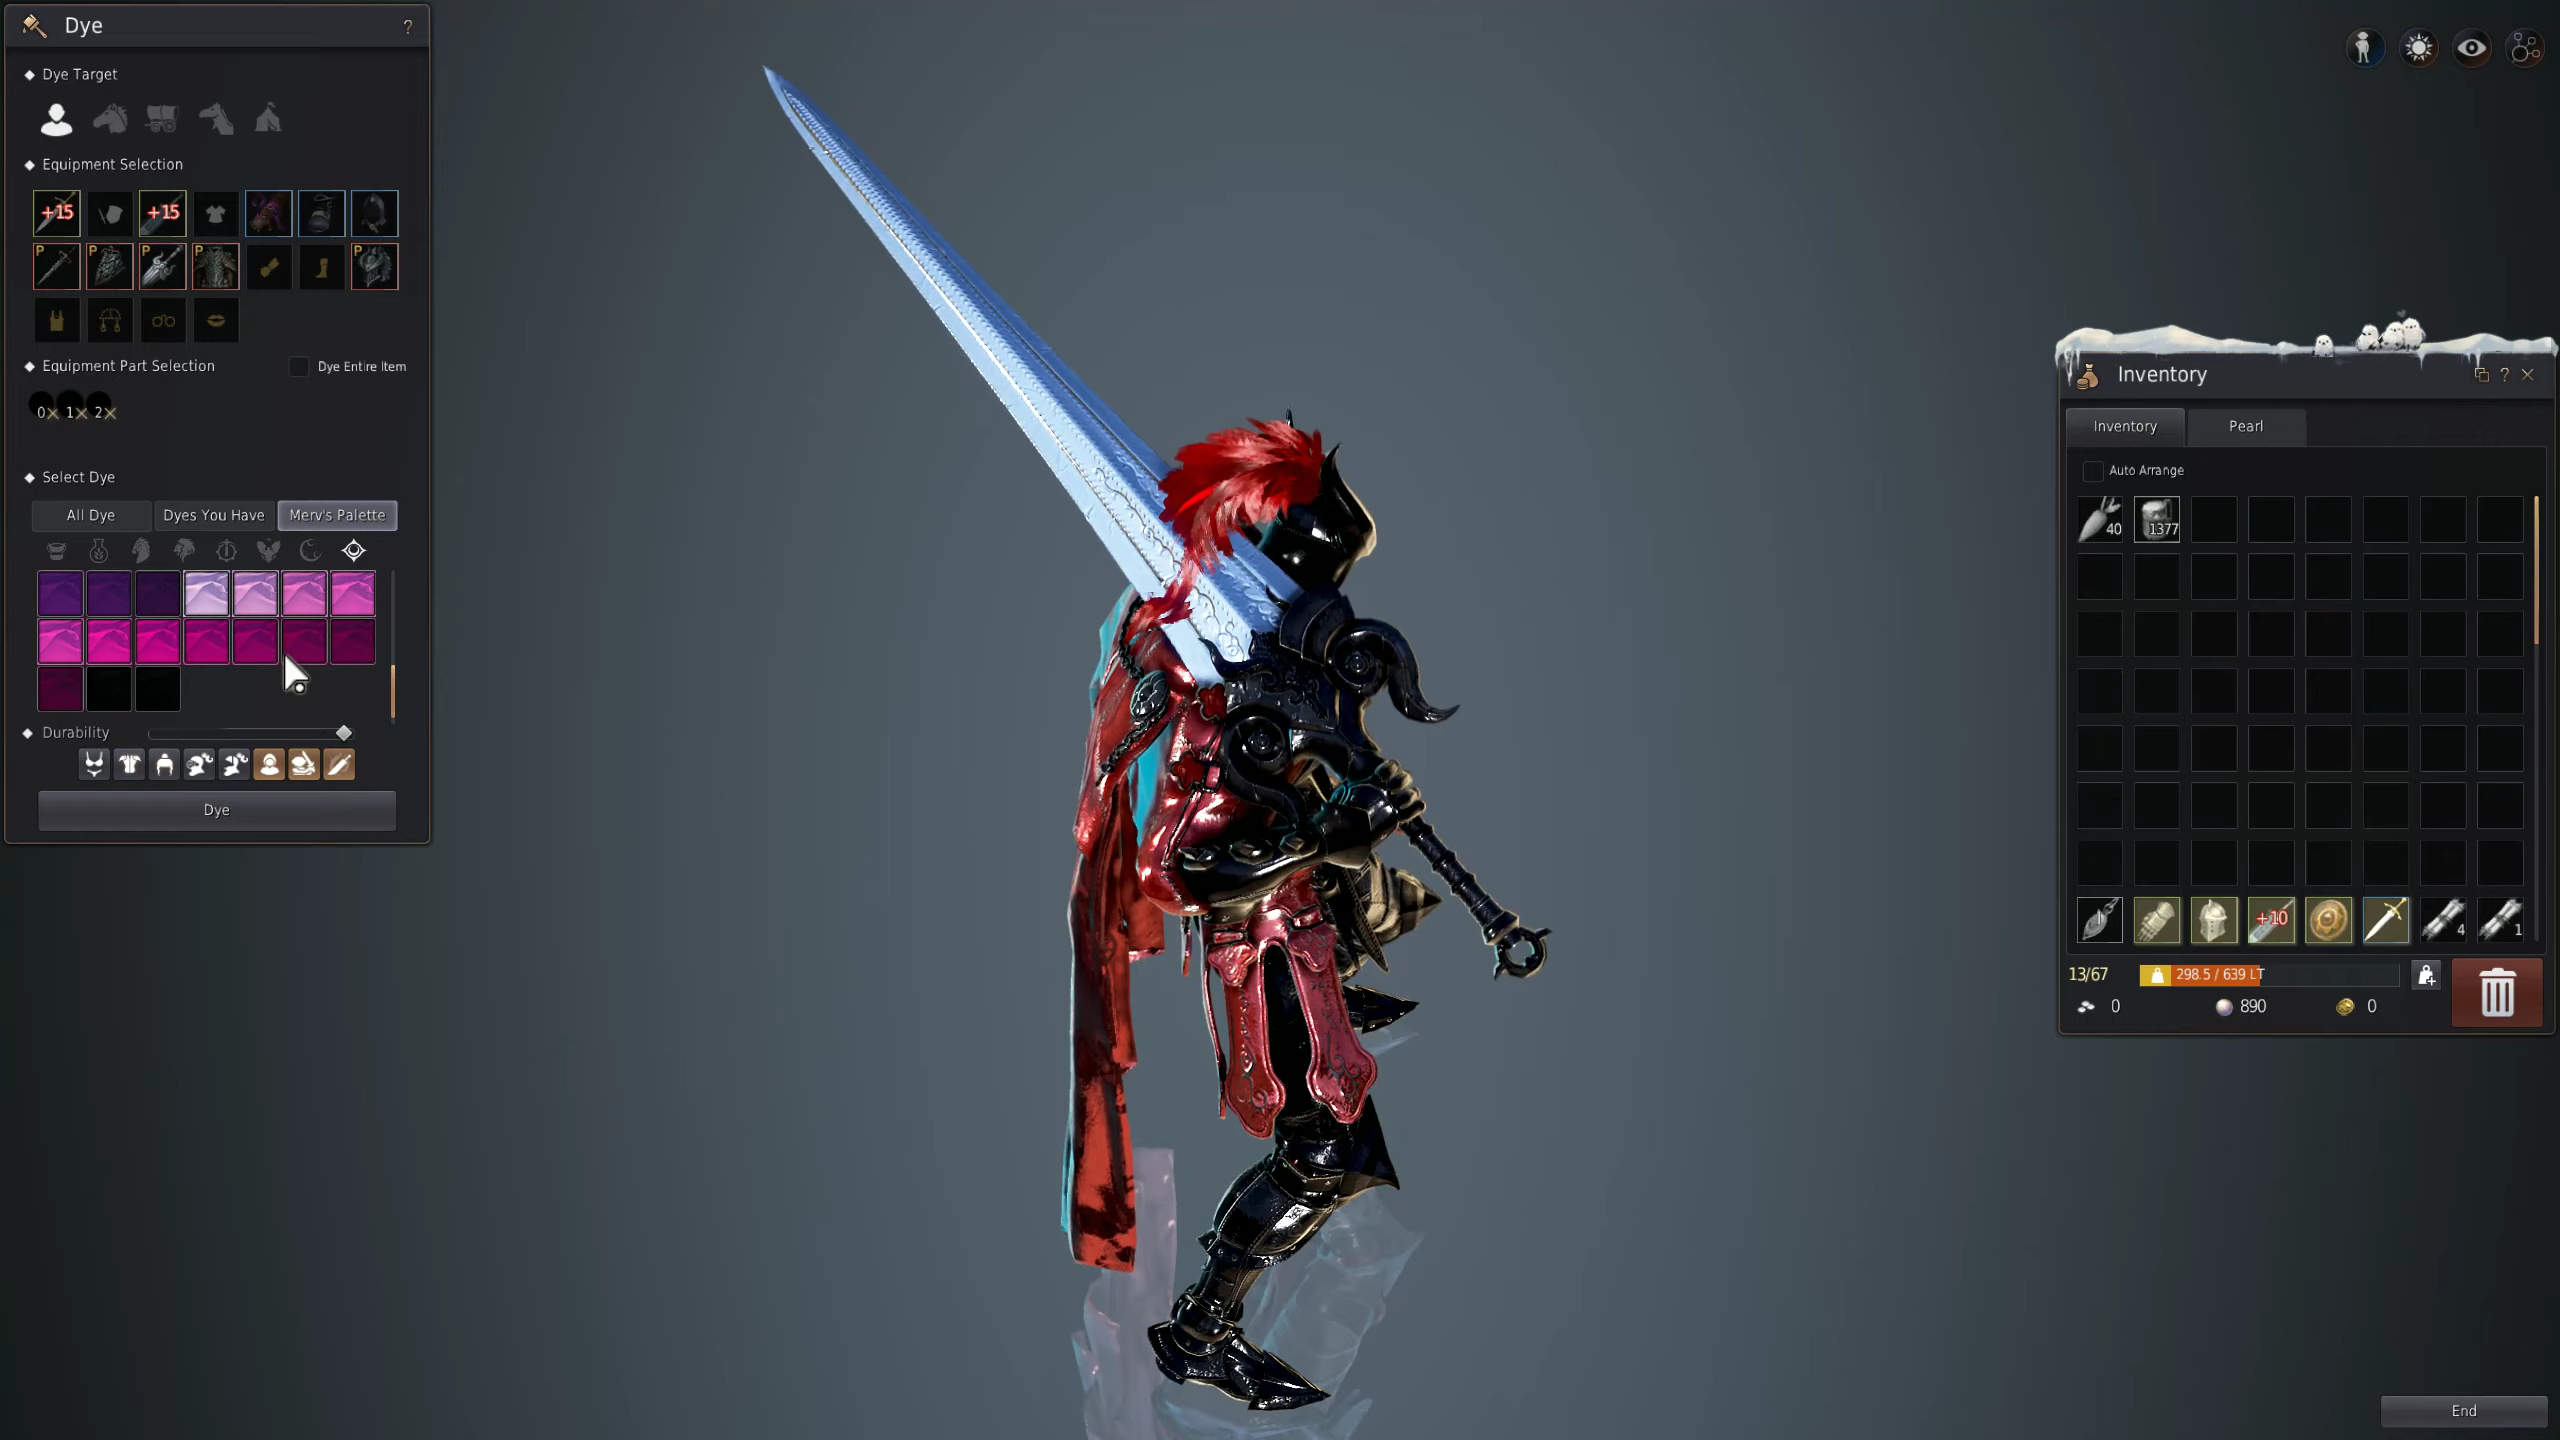 Dye
?
Dye Target
Equipment Selection
+15
+15
P
P
P
P
P
Equipment Part Selection
Dye Entire Item
0× 1× 2×
Select Dye
All Dye
Dyes You Have
Merv's Palette
Durability
Dye
Inventory
?
Inventory
Pearl
Auto Arrange
40
1377
+10
4
1
13/67
298.5 / 639 LT
0
890
0
End